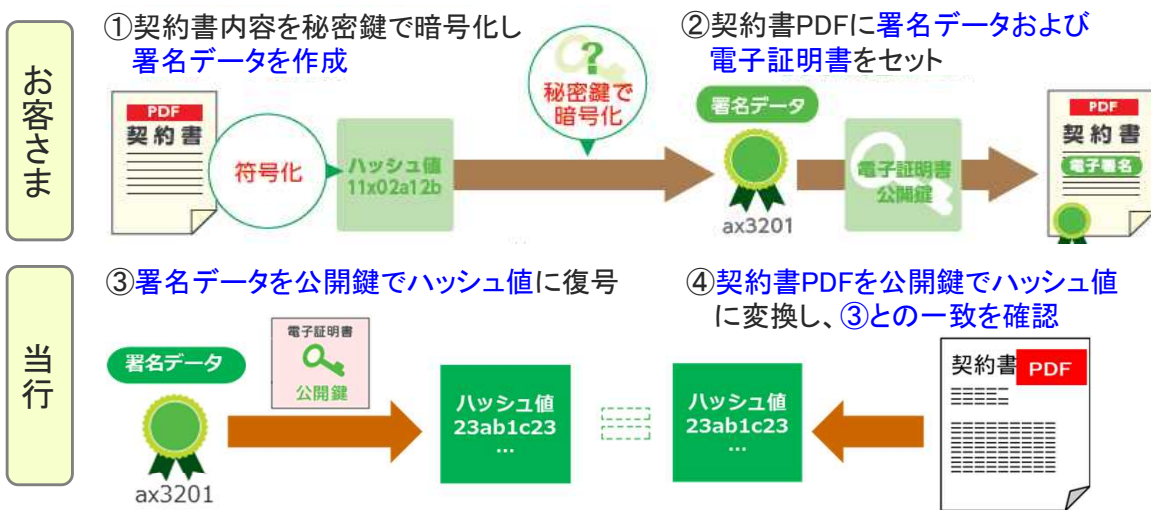 お客さま
①契約書内容を秘密鍵で暗号化し
署名データを作成
PDF
契約書
符号化
ハッシュ値
11x02a12b
?
秘密鍵で
暗号化
②契約書PDFに署名データおよび
電子証明書をセット
署名データ
ax3201
電子証明書
公開鍵
PDF
契約書
電子署名
当行
③署名データを公開鍵でハッシュ値に復号
署名データ
ax3201
電子証明書
公開鍵
ハッシュ値
23ab1c23
…
④契約書PDFを公開鍵でハッシュ値
に変換し、③との一致を確認
ハッシュ値
23ab1c23
…
契約書 PDF